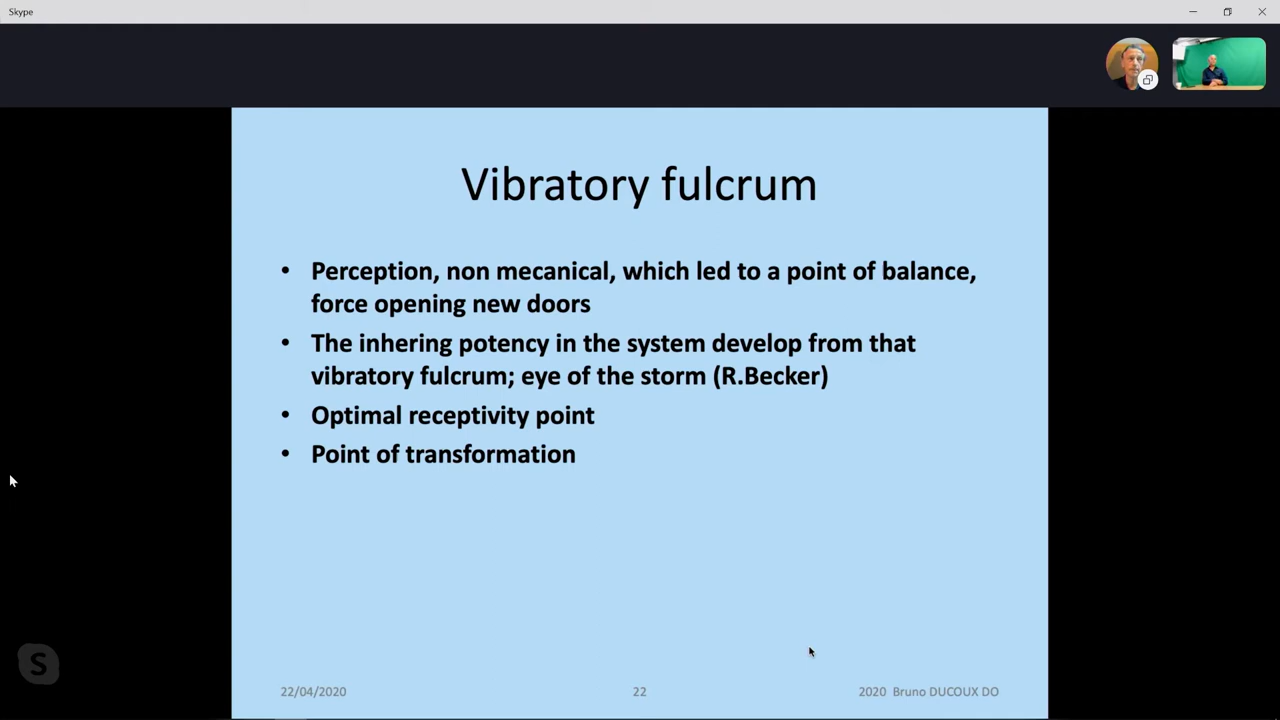 Skype
Vibratory fulcrum
• Perception, non mecanical, which led to a point of balance,
force opening new doors
• The inhering potency in the system develop from that
vibratory fulcrum; eye of the storm (R.Becker)
• Optimal receptivity point
• Point of transformation
S
22/04/2020
22
2020 Bruno DUCOUX DO